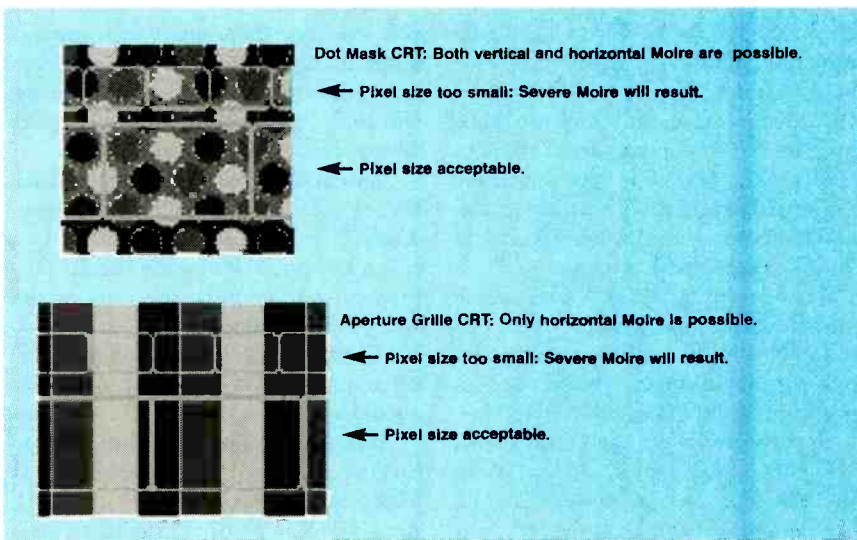 Dot Mask CRT: Both vertical and horizontal Moire are possible.
Pixel size too small: Severe Moire will result.
Pixel size acceptable.
Aperture Grille CRT: Only horizontal Moire is possible.
Pixel size too small: Severe Moire will result.
Pixel size acceptable.